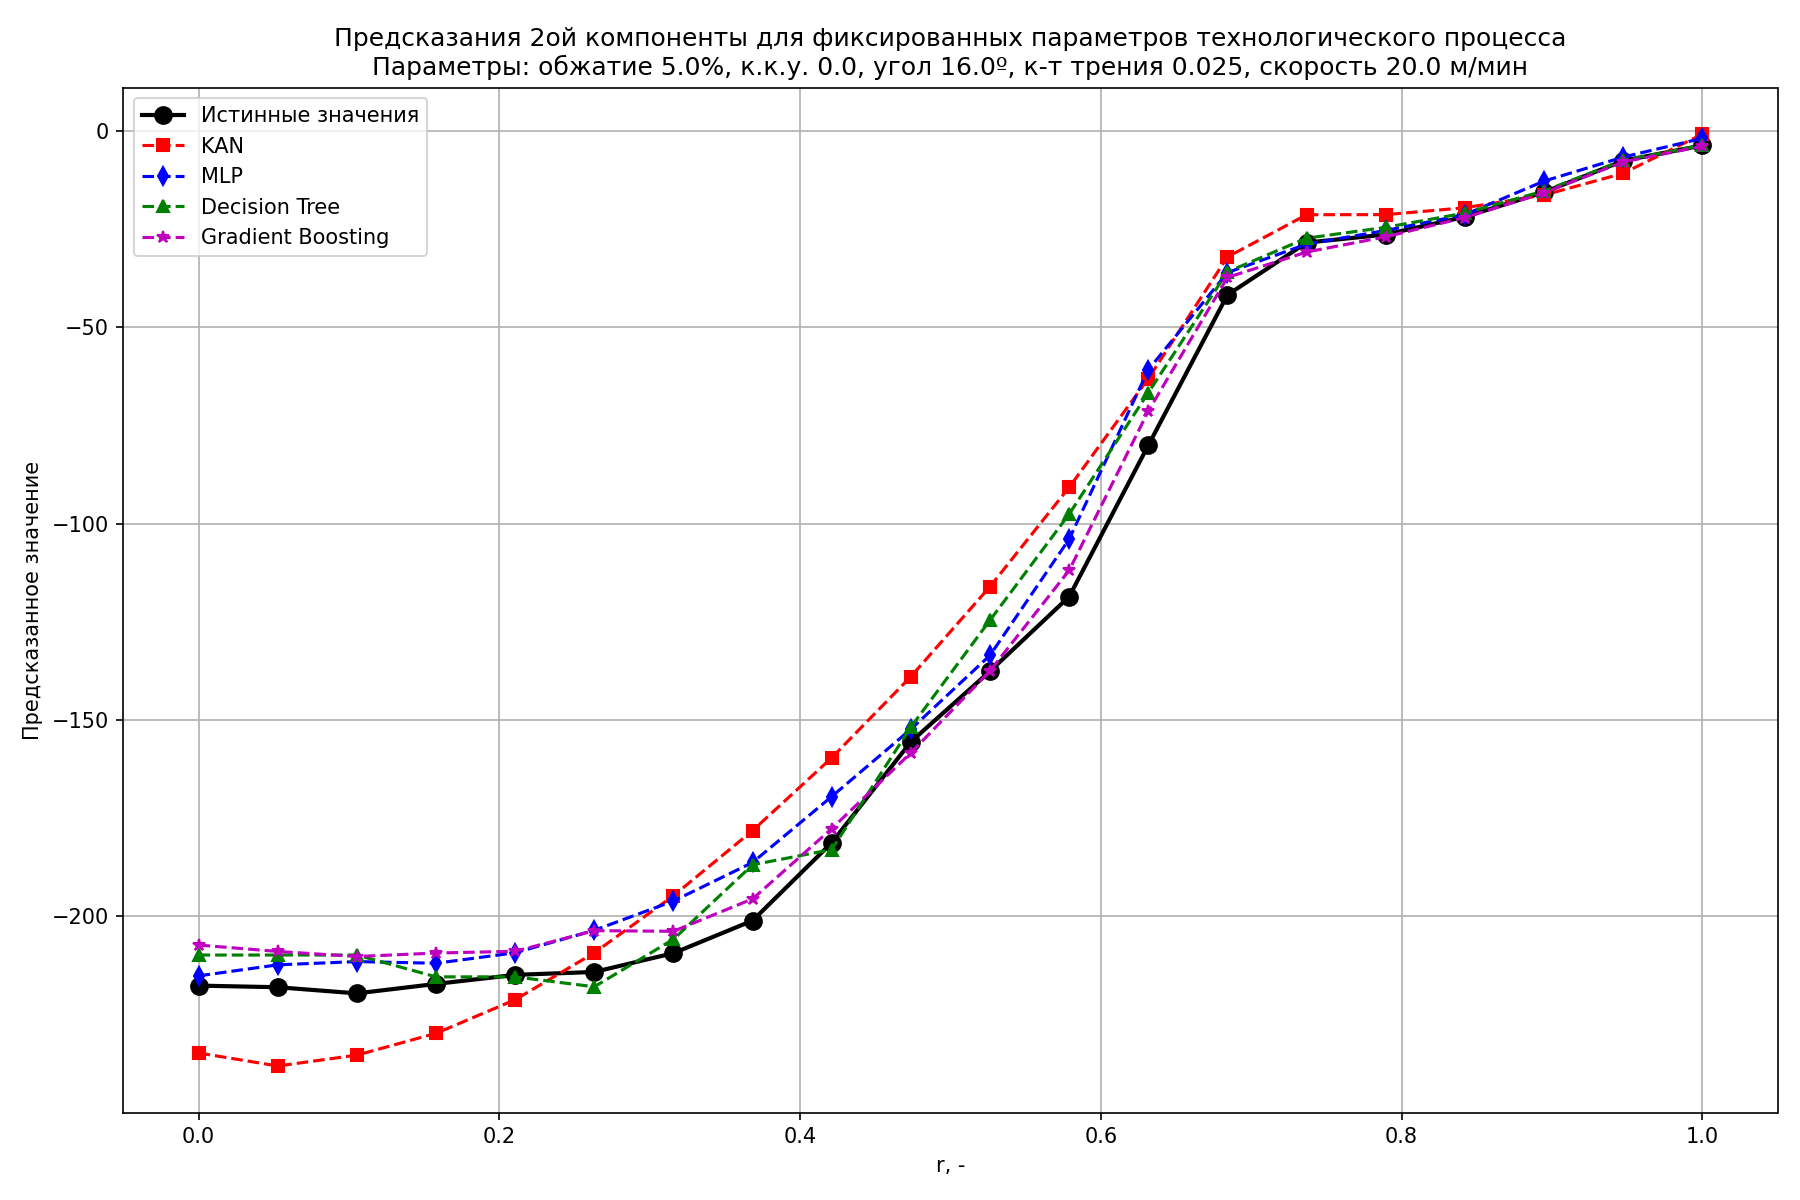 Предсказания 2ой компоненты для фиксированных параметров технологического процесса
Параметры: обжатие 5.0%, к.к.у. 0.0, угол 16.0º, к-т трения 0.025, скорость 20.0 м/мин
Истинные значения
KAN
MLP
Decision Tree
Gradient Boosting
Предсказанное значение
0
−50
−100
−150
−200
0.0
0.2
0.4
0.6
0.8
1.0
r, -